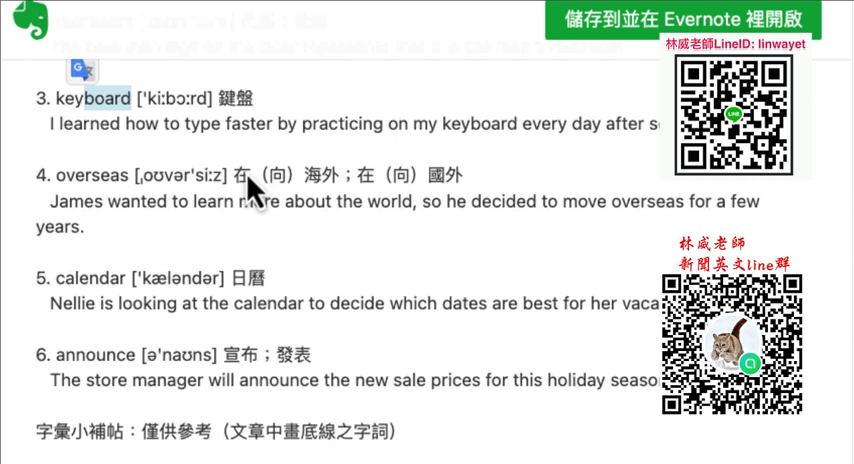 儲存到並在 Evernote 裡開啟
林威老師LineID: linwayet
3. keyboard ['ki:bɔ:rd] 鍵盤
I learned how to type faster by practicing on my keyboard every day after
LINE
4. overseas [ˌoʊvər'si:z] 在（向）海外；在（向）國外
James wanted to learn more about the world, so he decided to move overseas for a few
years.
林威老師
新聞英文line群
5. calendar ['kæləndər] 日曆
Nellie is looking at the calendar to decide which dates are best for her
6. announce [ə'naʊns] 宣布；發表
The store manager will announce the new sale prices for this holiday
字彙小補帖：僅供參考（文章中畫底線之字詞）